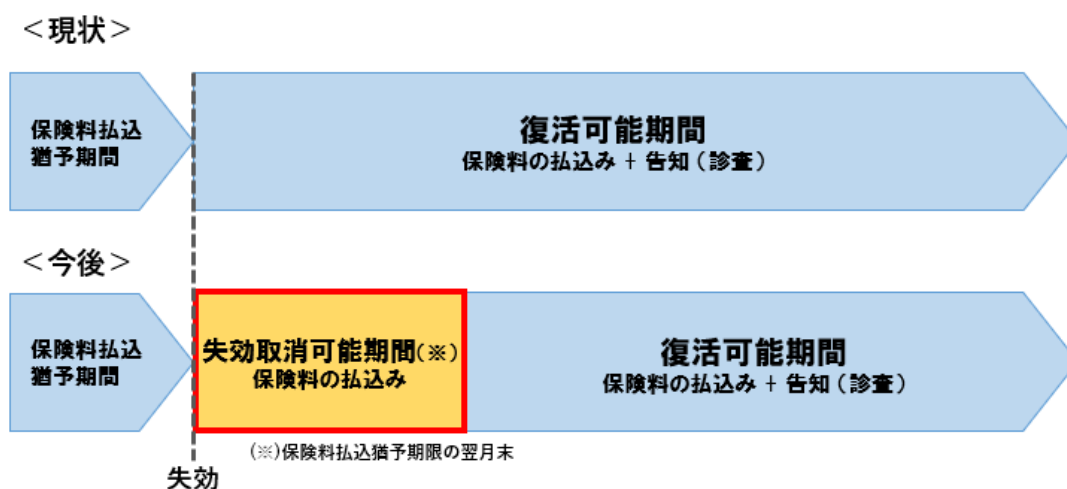 ＜現状＞
保険料払込
猶予期間
復活可能期間
保険料の払込み + 告知（診査）
＜今後＞
保険料払込
猶予期間
失効取消可能期間(※)
保険料の払込み
復活可能期間
保険料の払込み + 告知（診査）
(※)保険料払込猶予期限の翌月末
失効